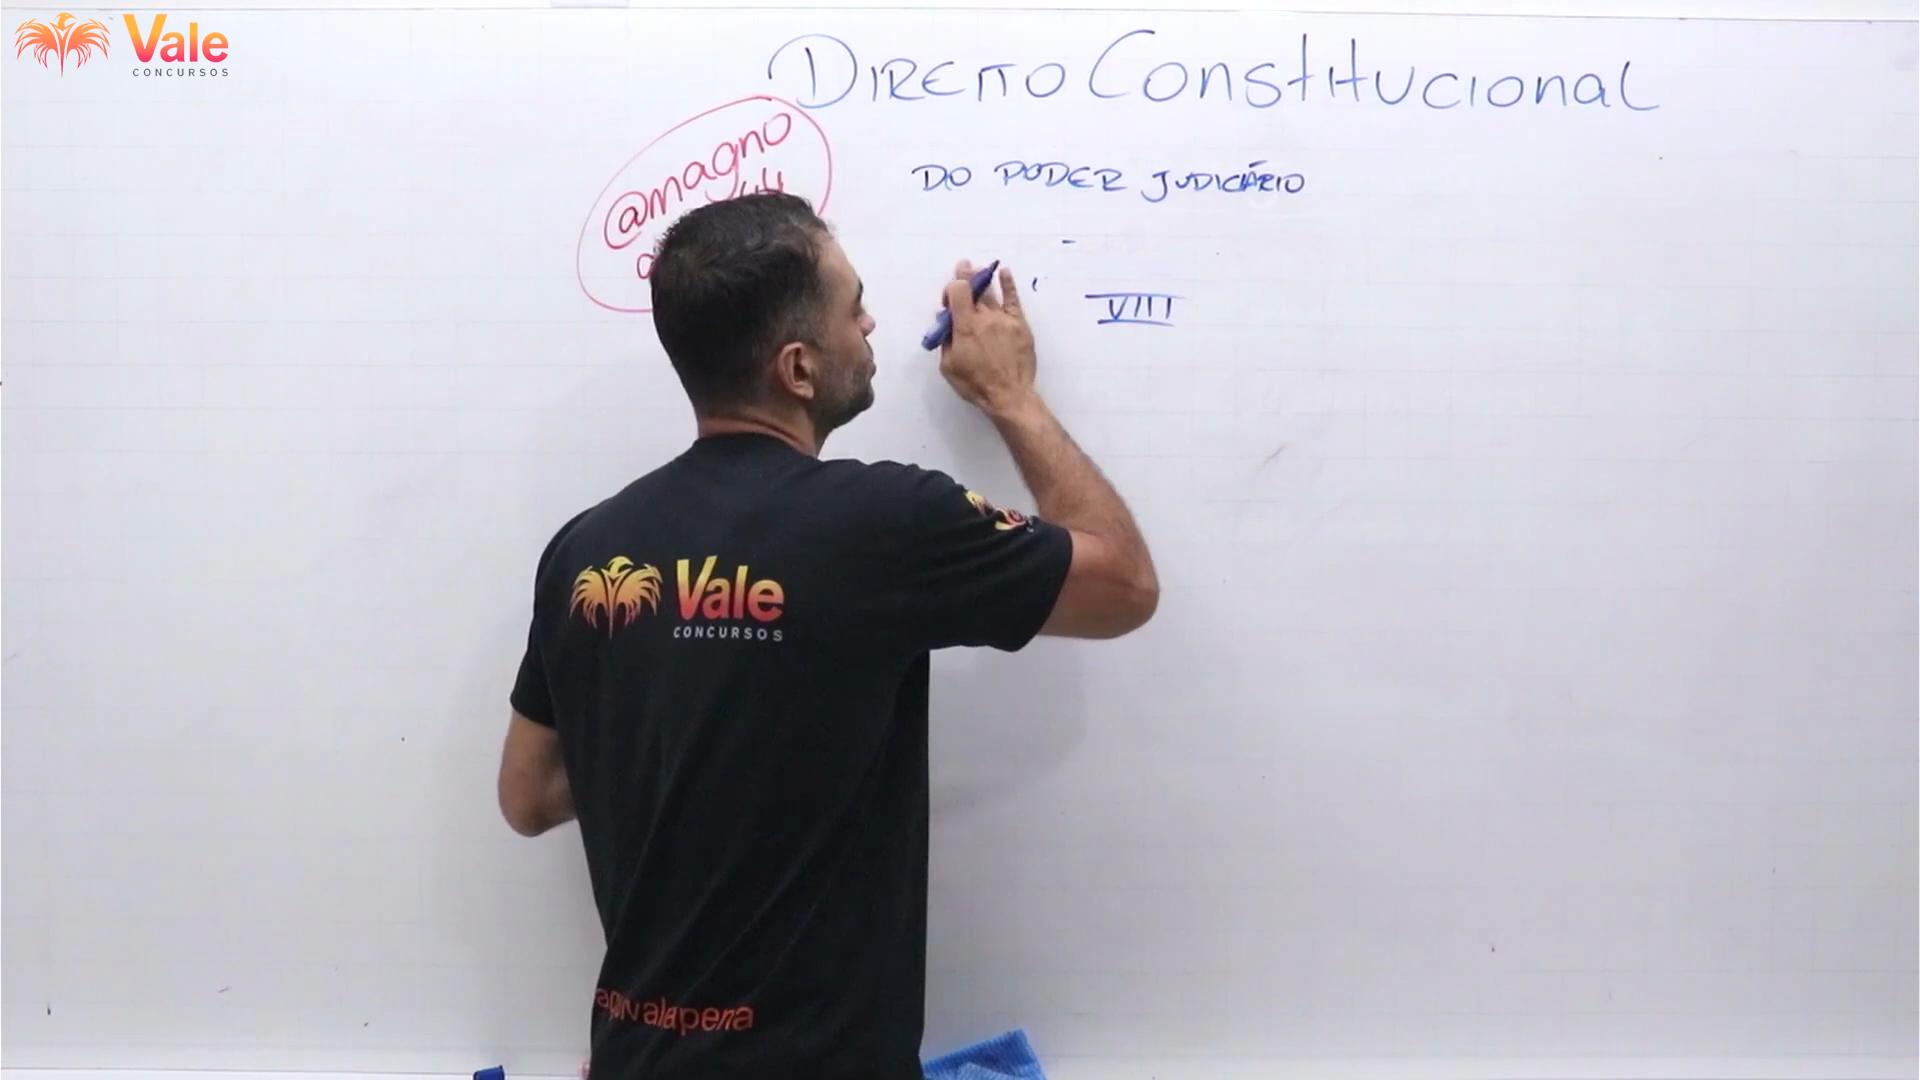 Vale
CONCURSOS
DIREITO CONSTITUCIONAL
@magno
DO PODER JUDICIÁRIO
VIII
Vale
CONCURSOS